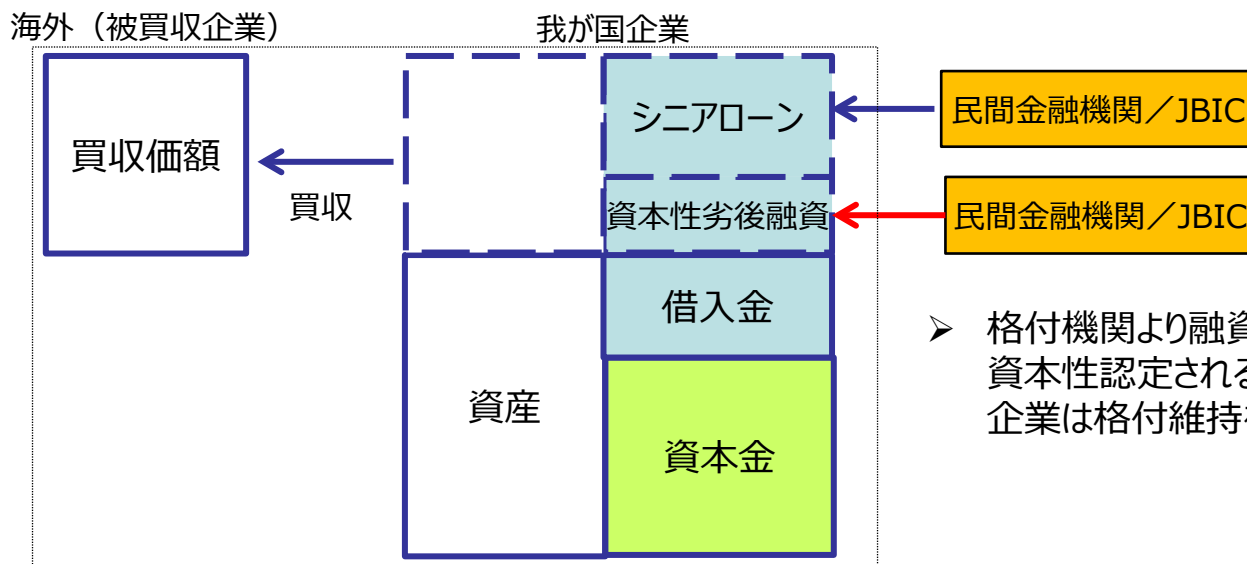 海外（被買収企業）
我が国企業
買収価額
買収
シニアローン
資本性劣後融資
借入金
資産
資本金
民間金融機関／JBIC
民間金融機関／JBIC
➢ 格付機関より融資
資本性認定される
企業は格付維持